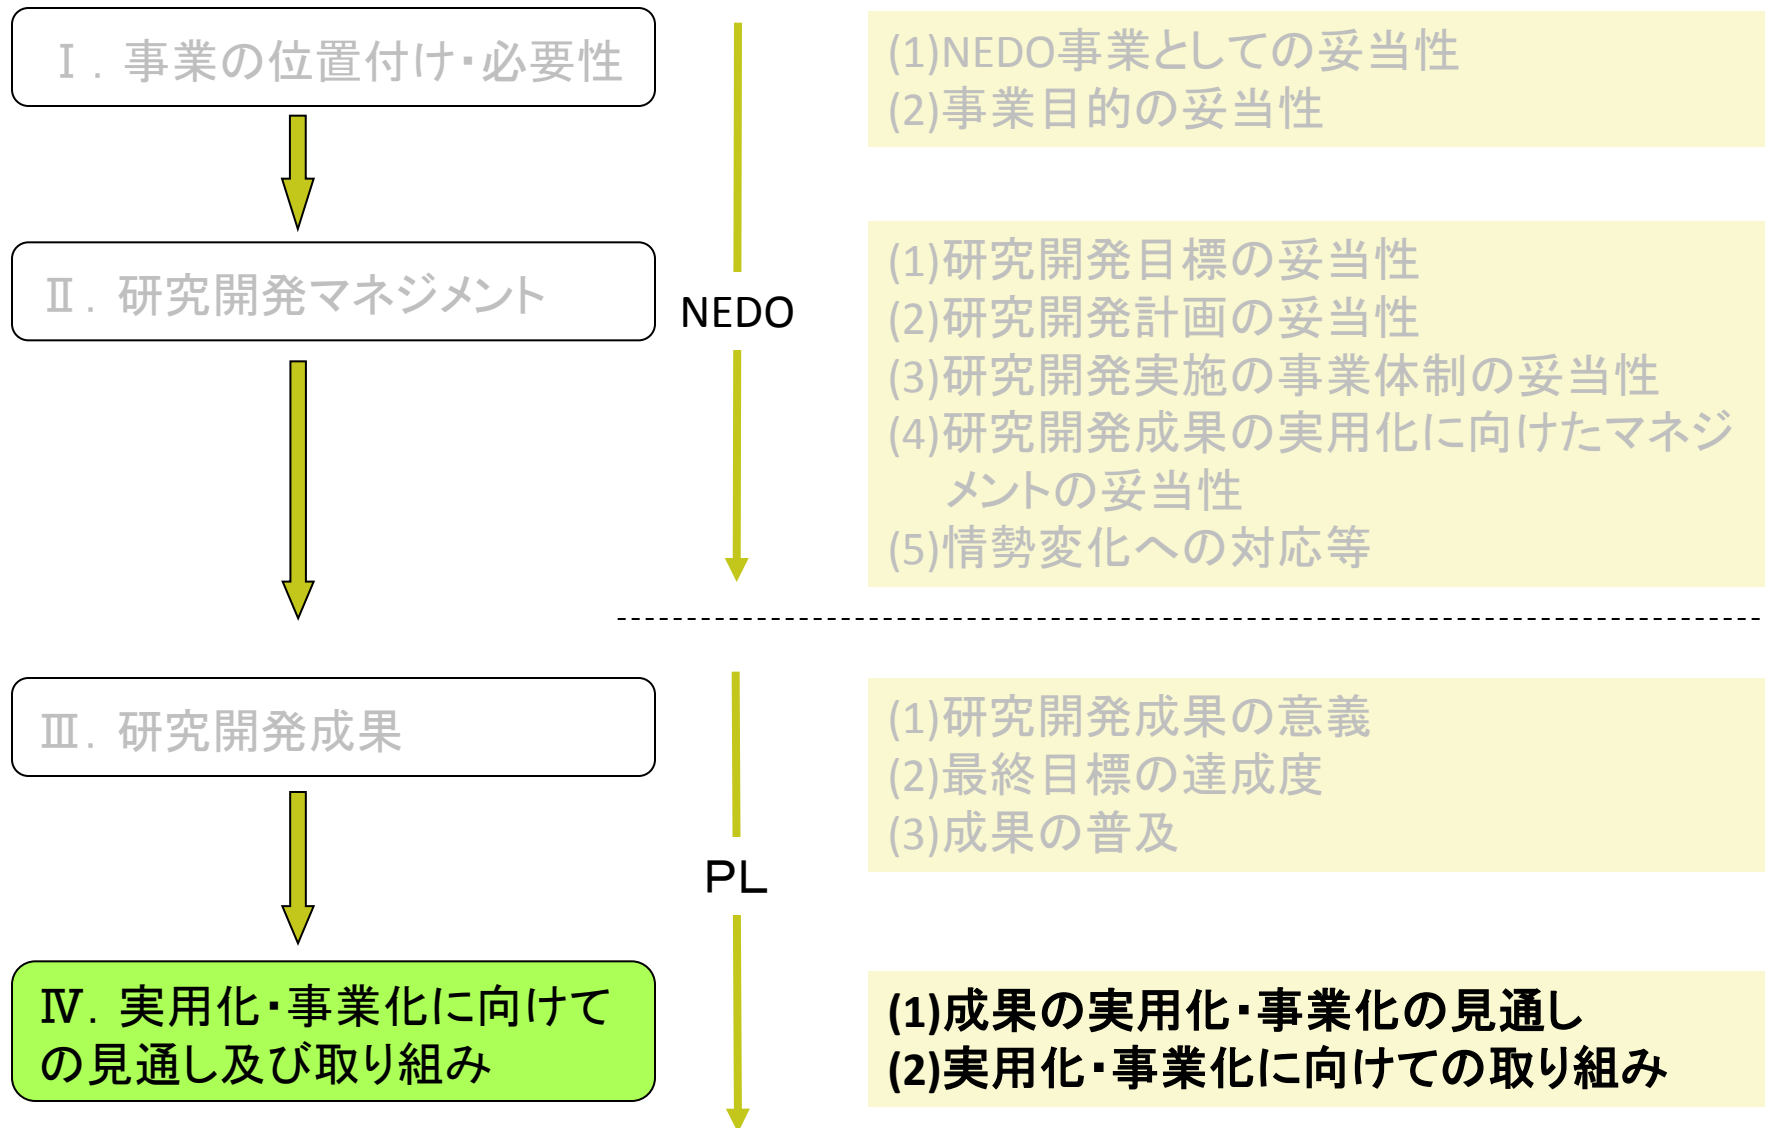 Ⅰ．事業の位置付け・必要性
(1)NEDO事業としての妥当性
(2)事業目的の妥当性
Ⅱ．研究開発マネジメント
NEDO
(1)研究開発目標の妥当性
(2)研究開発計画の妥当性
(3)研究開発実施の事業体制の妥当性
(4)研究開発成果の実用化に向けたマネジ
メントの妥当性
(5)情勢変化への対応等
Ⅲ．研究開発成果
(1)研究開発成果の意義
(2)最終目標の達成度
(3)成果の普及
PL
Ⅳ．実用化・事業化に向けて
の見通し及び取り組み
(1)成果の実用化・事業化の見通し
(2)実用化・事業化に向けての取り組み